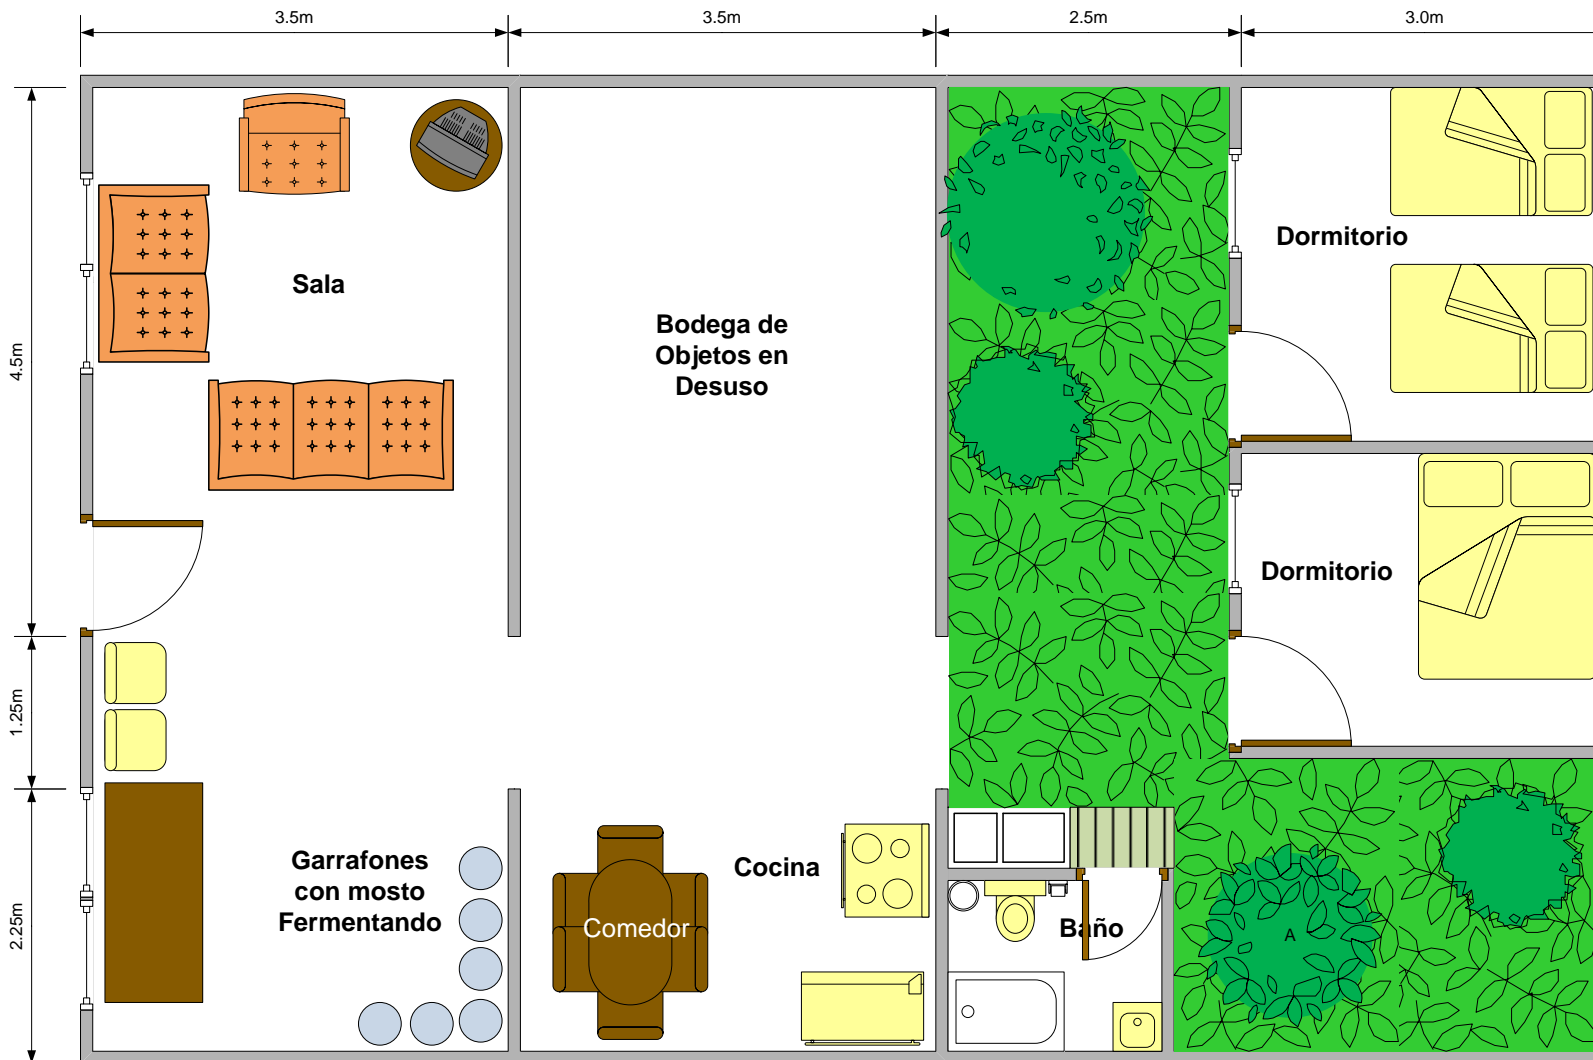 3.5m
3.5m
2.5m
3.0m
4.5m
1.25m
2.25m
Sala
Bodega de
Objetos en
Desuso
Dormitorio
Dormitorio
Garrafones
con mosto
Fermentando
Comedor
Cocina
Baño
A